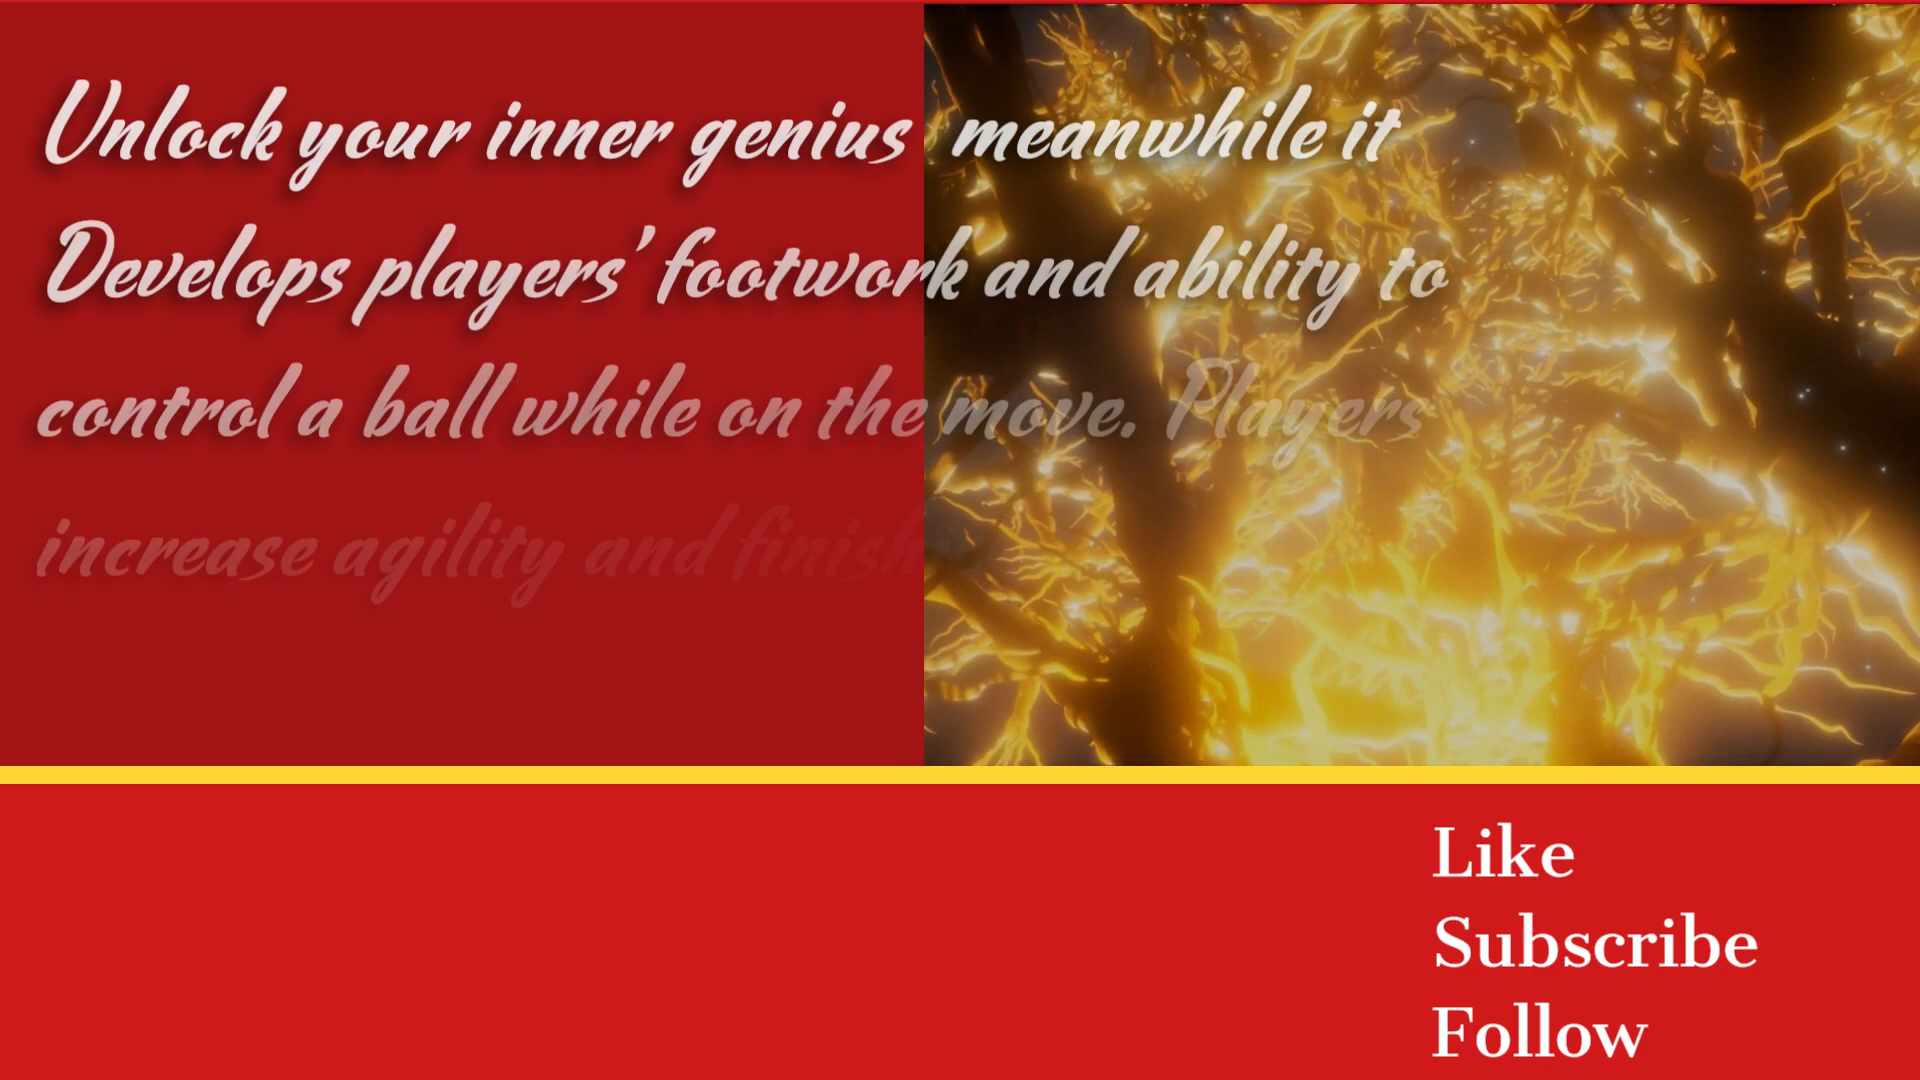 Unlock your inner genius meanwhile it
Develops players' footwork and ability to
control a ball while on the move. Players
increase agility and finish
Like
Subscribe
Follow